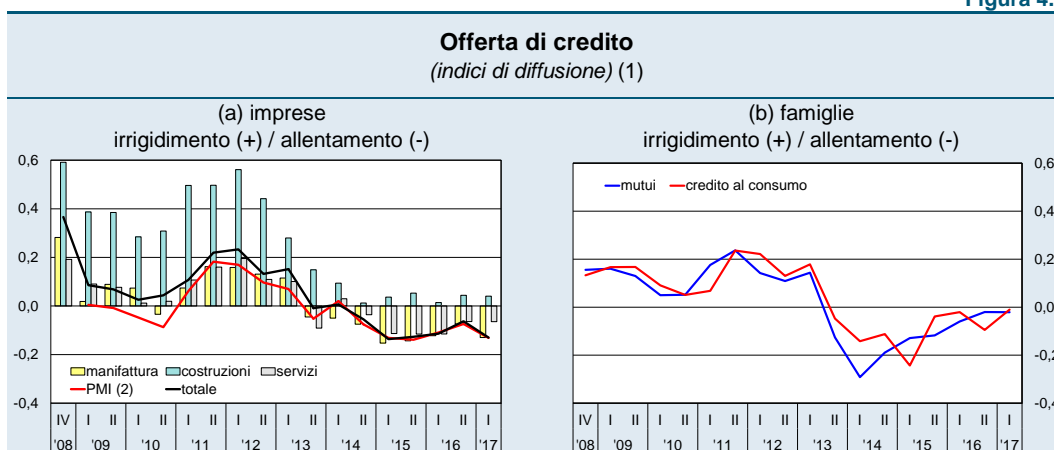 Figura 4.
Offerta di credito
(indici di diffusione) (1)
(a) imprese
irrigidimento (+) / allentamento (-)
0,6
0,4
0,2
0,0
-0,2
-0,4
manifattura costruzioni servizi
PMI (2) totale
IV I II I II I II I II I II I II I II I II I
'08 '09 '10 '11 '12 '13 '14 '15 '16 '17
(b) famiglie
irrigidimento (+) / allentamento (-)
mutui credito al consumo
0,6
0,4
0,2
0,0
-0,2
-0,4
IV I II I II I II I II I II I II I II I II I
'08 '09 '10 '11 '12 '13 '14 '15 '16 '17